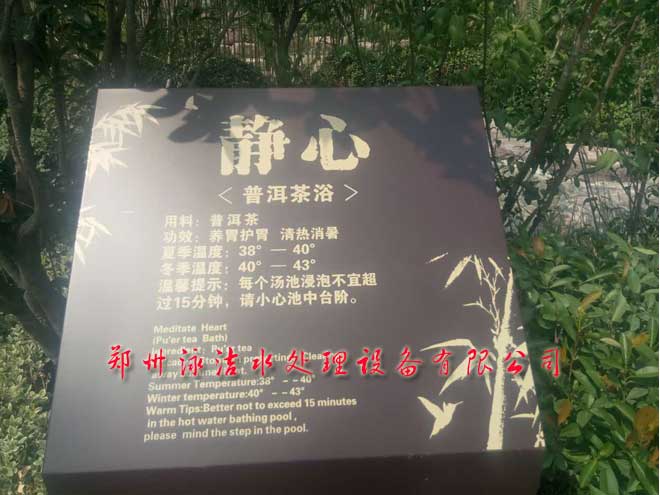 静心
<普洱茶浴>
用料：普洱茶
功效：养胃护胃 清热消暑
夏季温度：38° — 40°
冬季温度：40° — 43°
温馨提示：每个汤池浸泡不宜超
过15分钟，请小心池中台阶。
Meditate Heart
(Pu'er tea Bath)
郑州泳洁水处理设备有限公司
away
Summer Temperature:38° - - 40°
Winter temperature:40° - - 43°
Warm Tips:Better not to exceed 15 minutes
in the hot water bathing pool,
please mind the step in the pool.